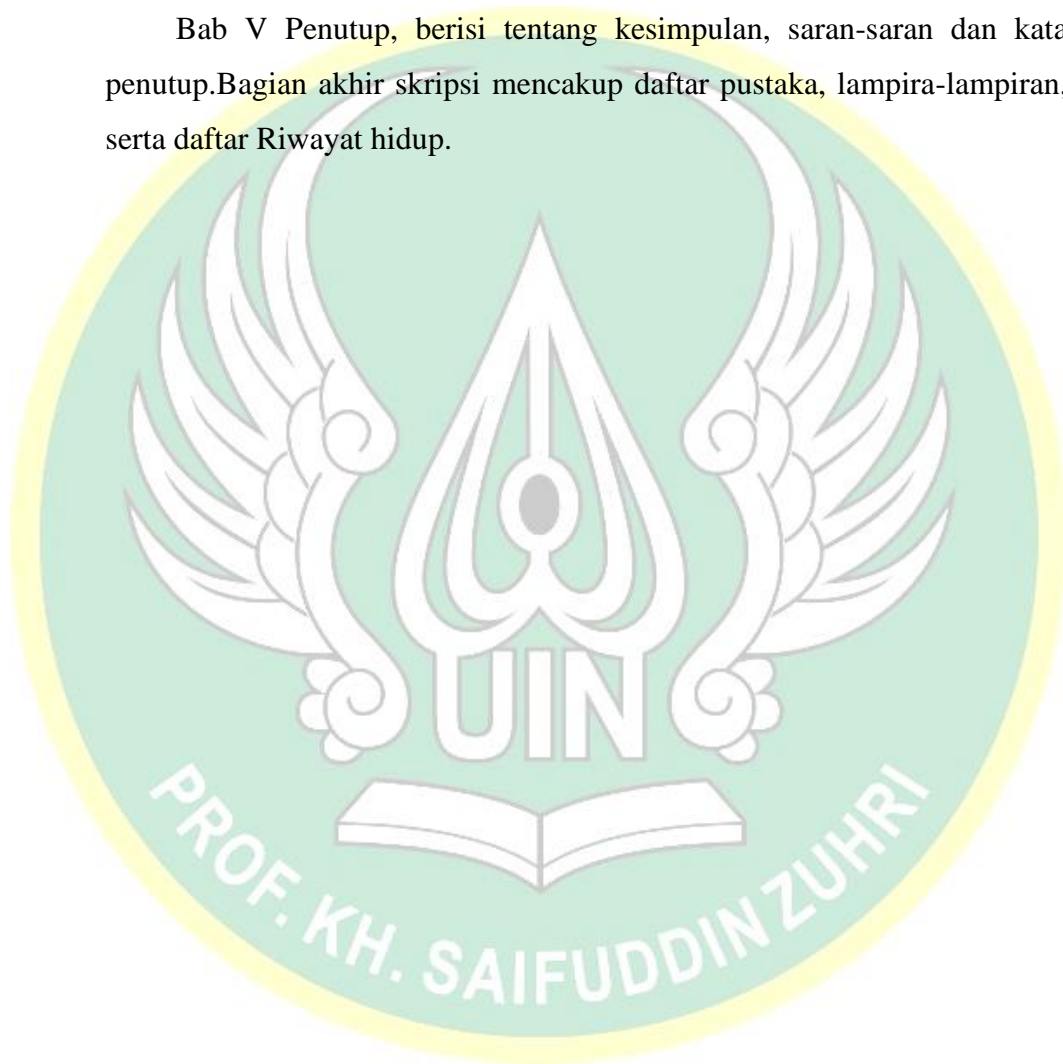 Bab V Penutup, berisi tentang kesimpulan, saran-saran dan kata
penutup.Bagian akhir skripsi mencakup daftar pustaka, lampira-lampiran,
serta daftar Riwayat hidup.
UIN
PROF. KH. SAIFUDDIN ZUHRI